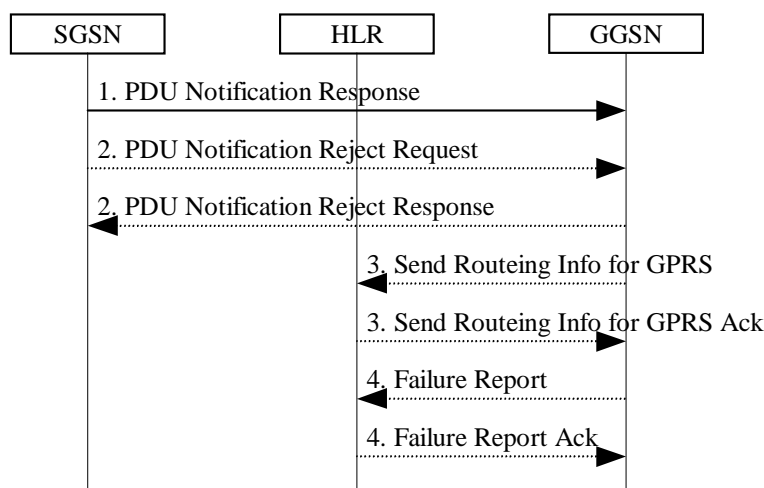 SGSN HLR GGSN
1. PDU Notification Response
2. PDU Notification Reject Request
2. PDU Notification Reject Response
3. Send Routeing Info for GPRS
3. Send Routeing Info for GPRS Ack
4. Failure Report
4. Failure Report Ack